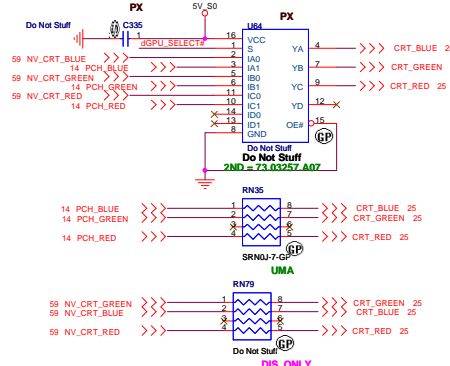 PX
5V_S0
Do Not Stuff
C335
U64
PX
dGPU_SELECT#
16 VCC
1 S
YA 4 CRT_BLUE 2
59 NV_CRT_BLUE 2 IA0
14 PCH_BLUE 3 IA1
YB 7 CRT_GREEN
59 NV_CRT_GREEN 5 IB0
14 PCH_GREEN 6 IB1
YC 9 CRT_RED 25
59 NV_CRT_RED 11 IC0
14 PCH_RED 10 IC1
YD 12
14 ID0
13 ID1
OE# 15
8 GND
GP
Do Not Stuff
Do Not Stuff
2ND = 73.03257.A07
RN35
14 PCH_BLUE 1 8 CRT_BLUE 25
14 PCH_GREEN 2 7 CRT_GREEN 25
3 6
14 PCH_RED 4 5 CRT_RED 25
SRN0J-7-GP
GP
UMA
RN79
59 NV_CRT_GREEN 1 8 CRT_GREEN 25
59 NV_CRT_BLUE 2 7 CRT_BLUE 25
3 6
59 NV_CRT_RED 4 5 CRT_RED 25
Do Not Stuff
GP
DIS_ONLY